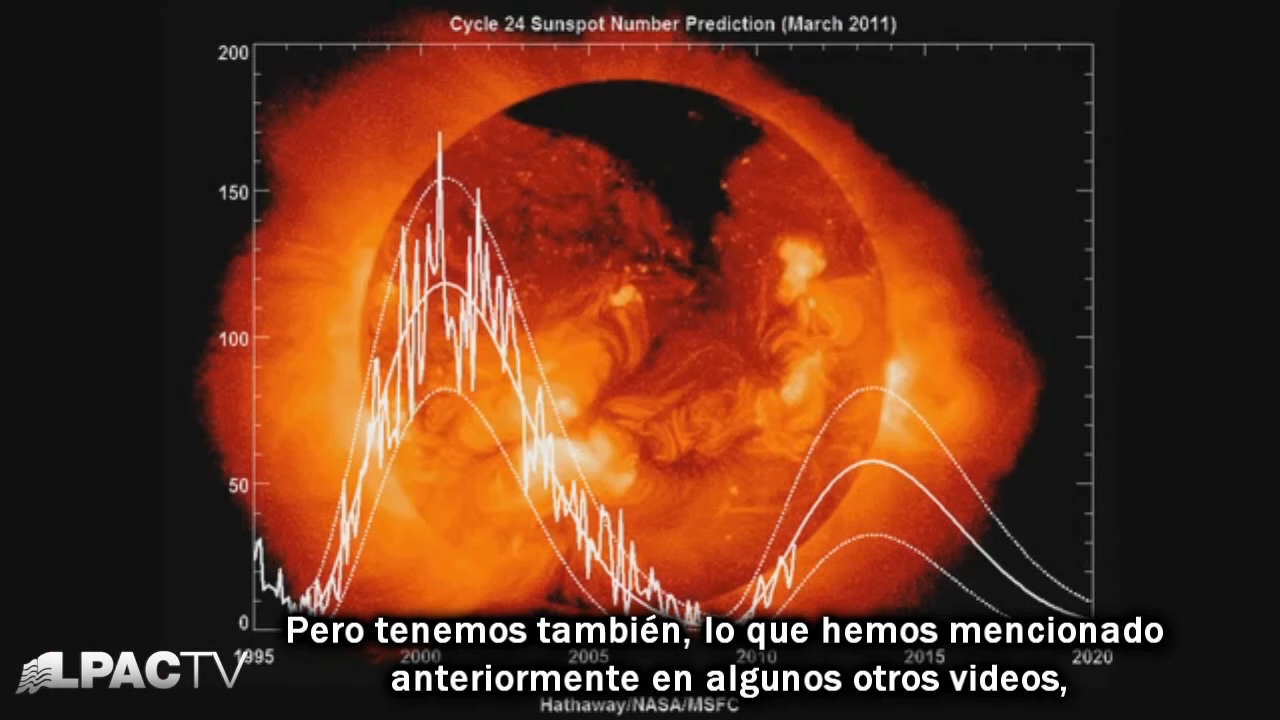 Cycle 24 Sunspot Number Prediction (March 2011)
200
150
100
50
0
1995
2000
2005
2010
2015
2020
Pero tenemos también, lo que hemos mencionado
anteriormente en algunos otros videos,
Hathaway/NASA/MSFC
LPACTV